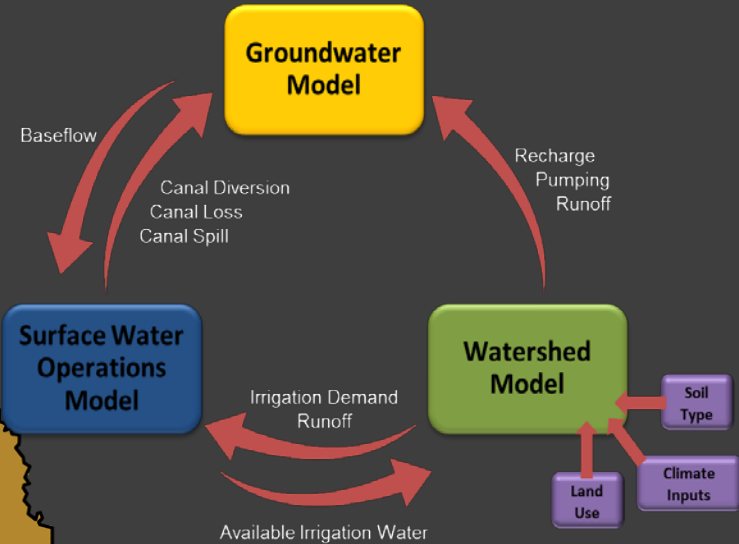 Groundwater
Model
Baseflow
Canal Diversion
Canal Loss
Canal Spill
Recharge
Pumping
Runoff
Surface Water
Operations
Model
Watershed
Model
Irrigation Demand
Runoff
Available Irrigation Water
Soil
Type
Climate
Inputs
Land
Use